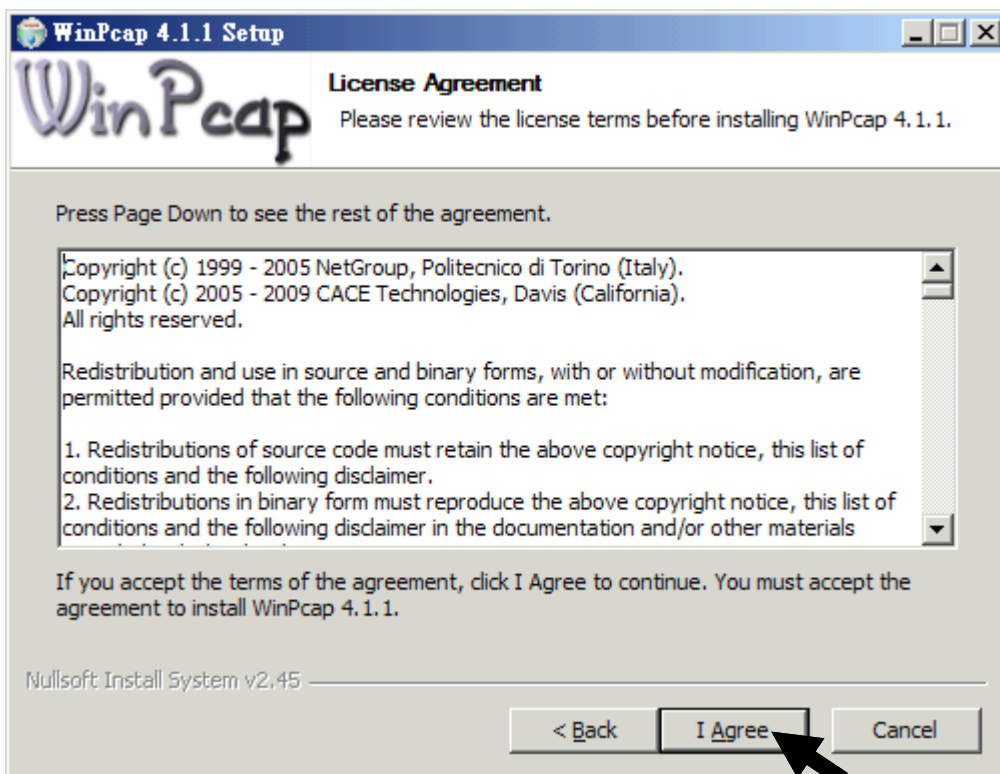 WinPcap 4.1.1 Setup
WinPcap
License Agreement
Please review the license terms before installing WinPcap 4.1.1.
Press Page Down to see the rest of the agreement.
Copyright (c) 1999 - 2005 NetGroup, Politecnico di Torino (Italy).
Copyright (c) 2005 - 2009 CACE Technologies, Davis (California).
All rights reserved.
Redistribution and use in source and binary forms, with or without modification, are
permitted provided that the following conditions are met:
1. Redistributions of source code must retain the above copyright notice, this list of
conditions and the following disclaimer.
2. Redistributions in binary form must reproduce the above copyright notice, this list of
conditions and the following disclaimer in the documentation and/or other materials
If you accept the terms of the agreement, click I Agree to continue. You must accept the
agreement to install WinPcap 4.1.1.
Nullsoft Install System v2.45
< Back
I Agree
Cancel